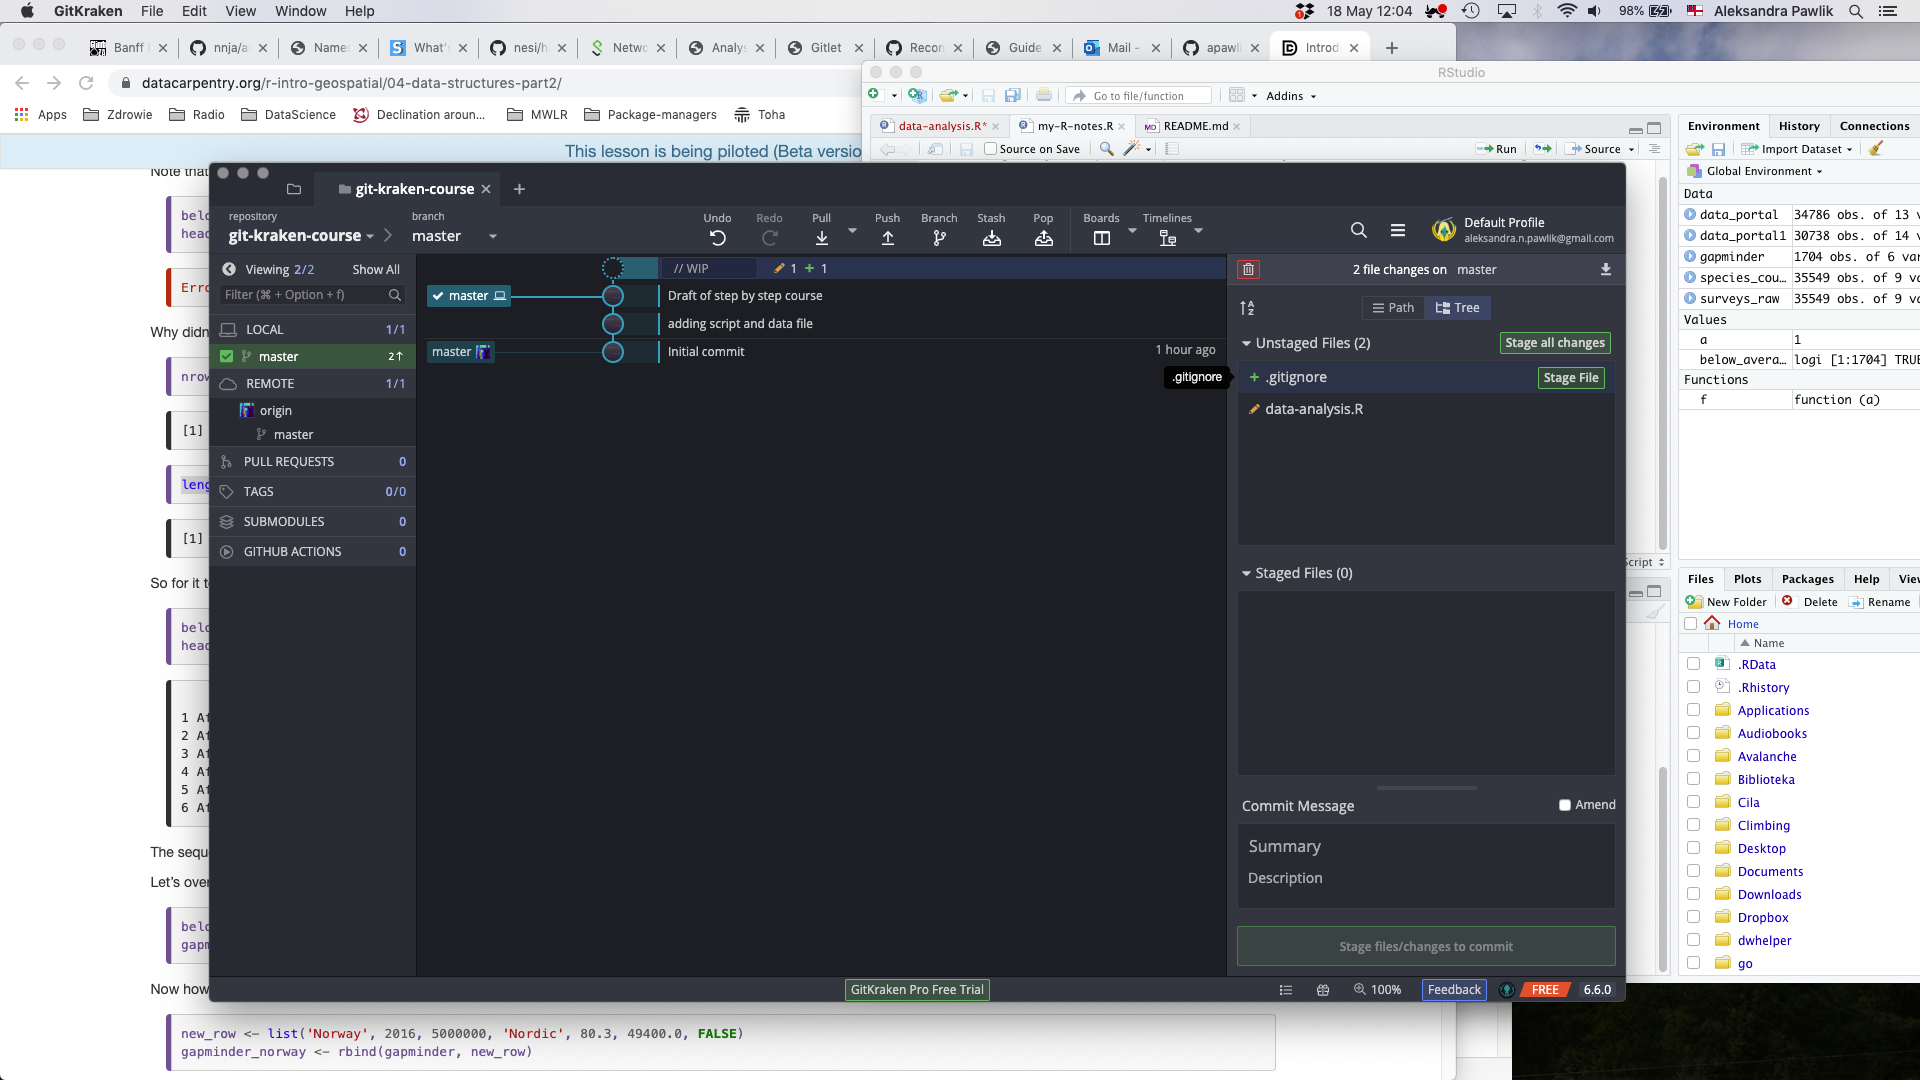 GitKraken File Edit View Window Help
18 May 12:04 98% Aleksandra Pawlik
Banff nnja/a Name What's nesi/h Netwo Analys Gitlet Recon Guide Mail - apawli Introd
datacarpentry.org/r-intro-geospatial/04-data-structures-part2/
Apps Zdrowie Radio DataScience Declination aroun... MWLR Package-managers Toha
This lesson is being piloted (Beta versio
Note that
belo
head
Erro
Why didn
nrow
[1]
leng
[1]
So for it t
belo
head
1 Af
2 Af
3 Af
4 Af
5 Af
6 Af
The sequ
Let's over
belo
gapm
Now how
new_row <- list('Norway', 2016, 5000000, 'Nordic', 80.3, 49400.0, FALSE)
gapminder_norway <- rbind(gapminder, new_row)
RStudio
Go to file/function Addins
data-analysis.R* my-R-notes.R README.md
Source on Save Run Source
Script
Environment History Connections
Import Dataset
Global Environment
Data
data_portal 34786 obs. of 13 v
data_portal1 30738 obs. of 14 v
gapminder 1704 obs. of 6 var
species_cou... 35549 obs. of 9 va
surveys_raw 35549 obs. of 9 va
Values
a 1
below_avera... logi [1:1704] TRUE
Functions
f function (a)
Files Plots Packages Help View
New Folder Delete Rename
Home
Name
.RData
.Rhistory
Applications
Audiobooks
Avalanche
Biblioteka
Cila
Climbing
Desktop
Documents
Downloads
Dropbox
dwhelper
go
git-kraken-course
repository
git-kraken-course
branch
master
Undo Redo Pull Push Branch Stash Pop Boards Timelines
Default Profile
aleksandra.n.pawlik@gmail.com
Viewing 2/2 Show All
Filter (⌘ + Option + f)
LOCAL 1/1
master 2↑
REMOTE 1/1
origin
master
PULL REQUESTS 0
TAGS 0/0
SUBMODULES 0
GITHUB ACTIONS 0
// WIP 1 + 1
master Draft of step by step course
adding script and data file
master Initial commit 1 hour ago
.gitignore
2 file changes on master
Path Tree
Unstaged Files (2) Stage all changes
+ .gitignore Stage File
data-analysis.R
Staged Files (0)
Commit Message Amend
Summary
Description
Stage files/changes to commit
GitKraken Pro Free Trial 100% Feedback FREE 6.6.0